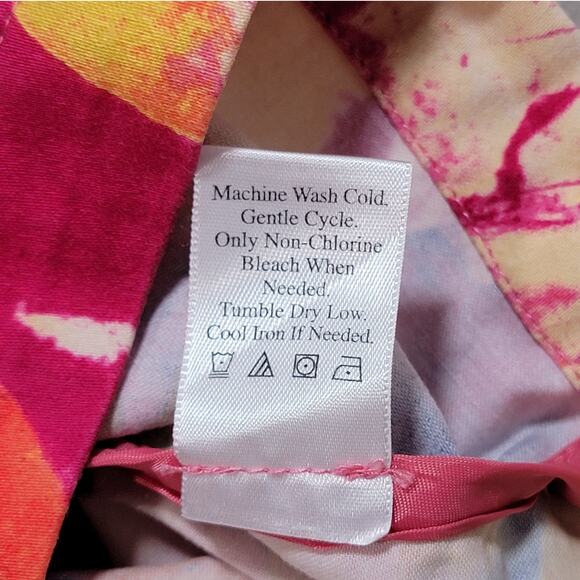 Machine Wash Cold.
Gentle Cycle.
Only Non-Chlorine
Bleach When
Needed.
Tumble Dry Low.
Cool Iron If Needed.